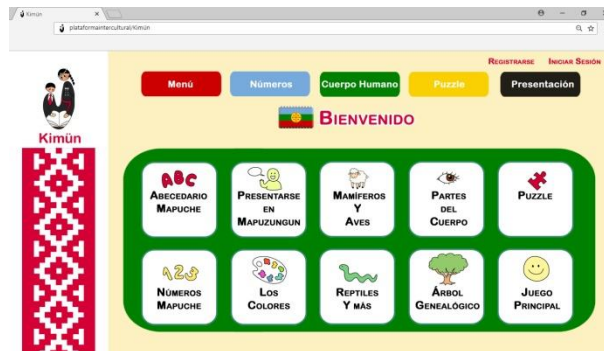 Kimün
plataformaintercultural/Kimün
REGISTRARSE INICIAR SESIÓN
Menú Números Cuerpo Humano Puzzle Presentación
Kimün
BIENVENIDO
ABC
ABECEDARIO
MAPUCHE
PRESENTARSE
EN
MAPUZUNGUN
MAMÍFEROS
Y
AVES
PARTES
DEL
CUERPO
PUZZLE
123
NÚMEROS
MAPUCHE
LOS
COLORES
REPTILES
Y MÁS
ÁRBOL
GENEALÓGICO
JUEGO
PRINCIPAL